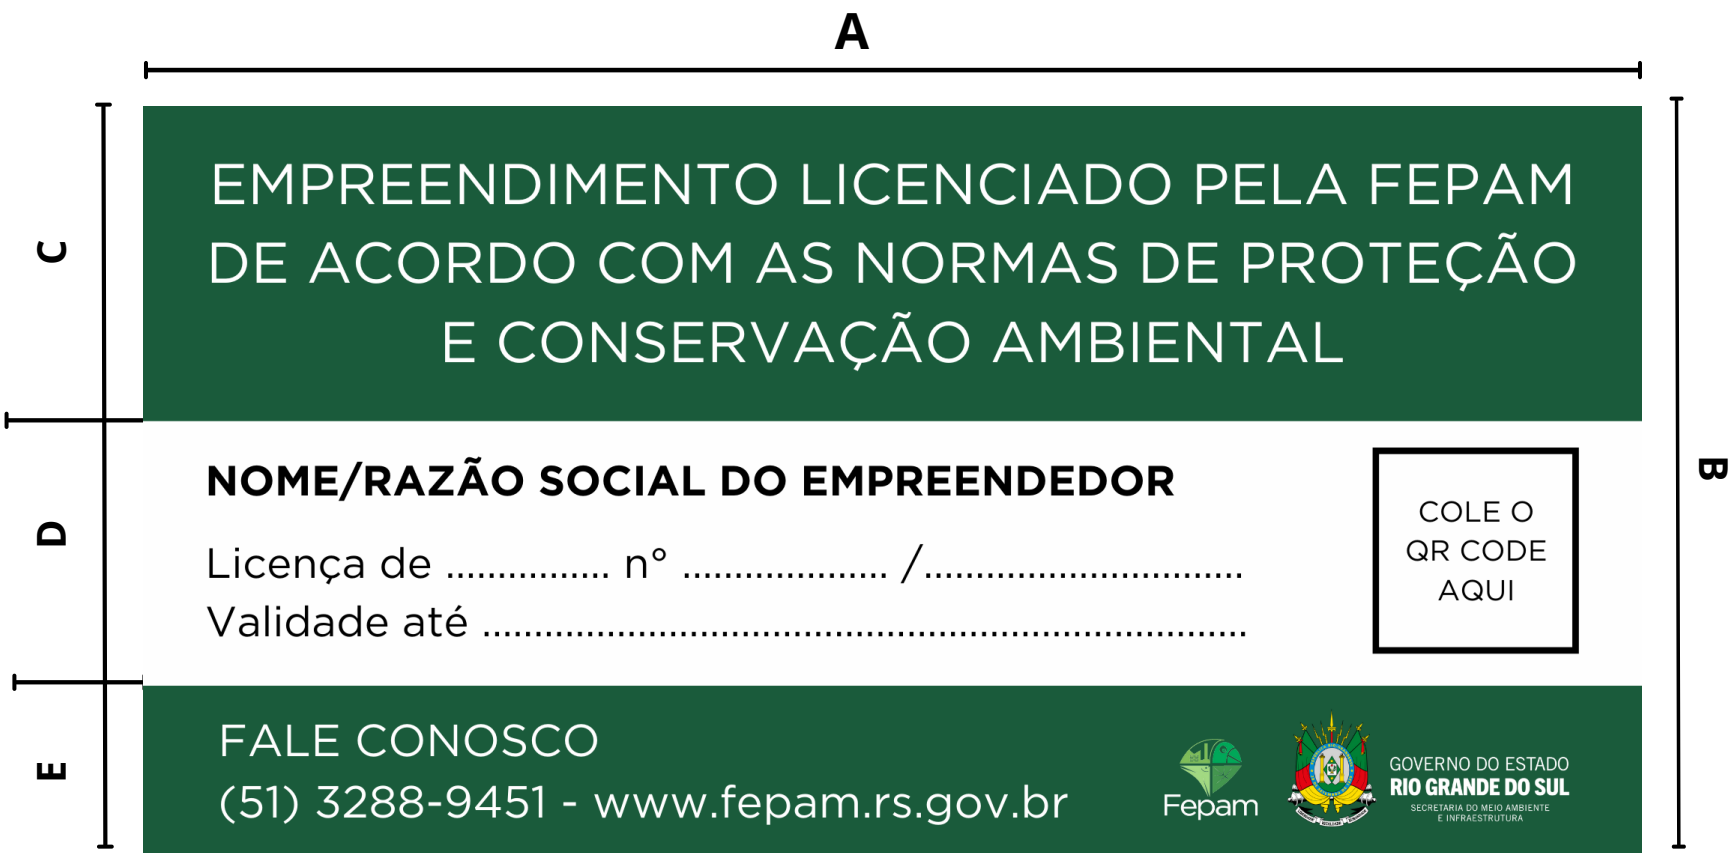 A
EMPREENDIMENTO LICENCIADO PELA FEPAM
DE ACORDO COM AS NORMAS DE PROTEÇÃO
E CONSERVAÇÃO AMBIENTAL
C
B
NOME/RAZÃO SOCIAL DO EMPREENDEDOR
Licença de ................ n° .................... /...............................
Validade até ..........................................................................
COLE O
QR CODE
AQUI
D
FALE CONOSCO
(51) 3288-9451 - www.fepam.rs.gov.br
E
Fepam
GOVERNO DO ESTADO
RIO GRANDE DO SUL
SECRETARIA DO MEIO AMBIENTE
E INFRAESTRUTURA